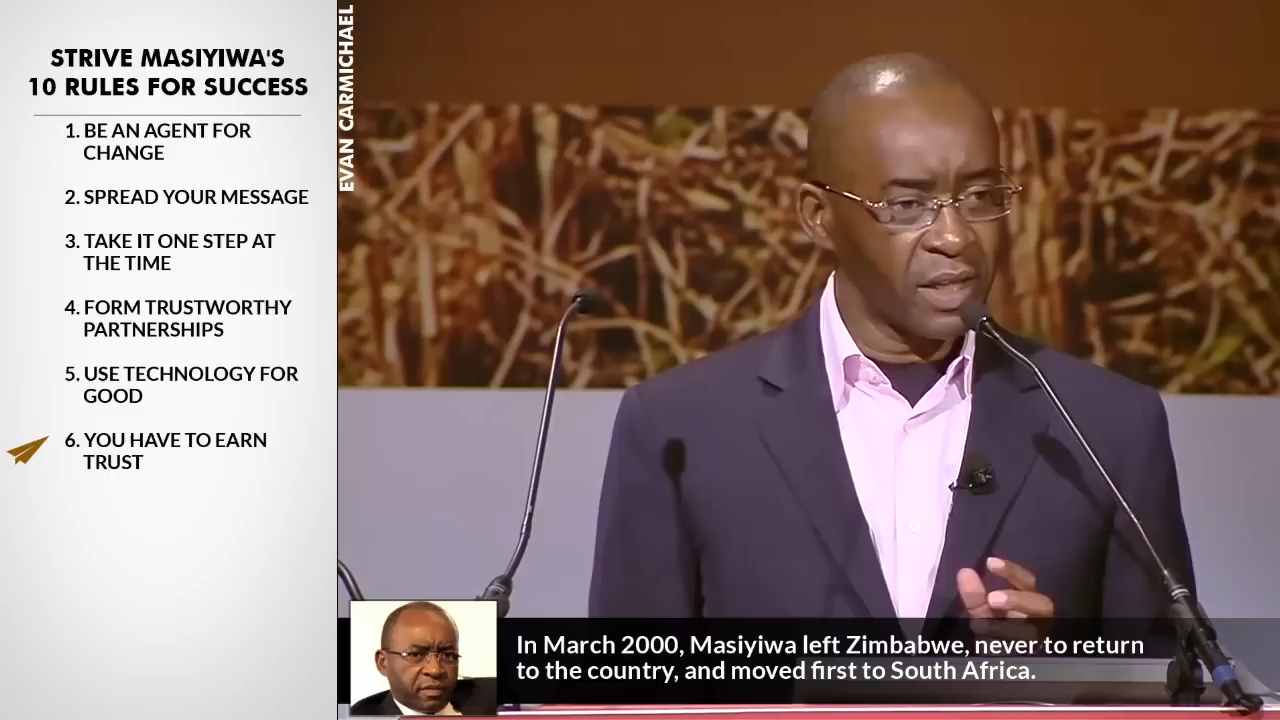 STRIVE MASIYIWA'S
10 RULES FOR SUCCESS
1. BE AN AGENT FOR
CHANGE
2. SPREAD YOUR MESSAGE
3. TAKE IT ONE STEP AT
THE TIME
4. FORM TRUSTWORTHY
PARTNERSHIPS
5. USE TECHNOLOGY FOR
GOOD
6. YOU HAVE TO EARN
TRUST
EVAN CARMICHAEL
In March 2000, Masiyiwa left Zimbabwe, never to return
to the country, and moved first to South Africa.